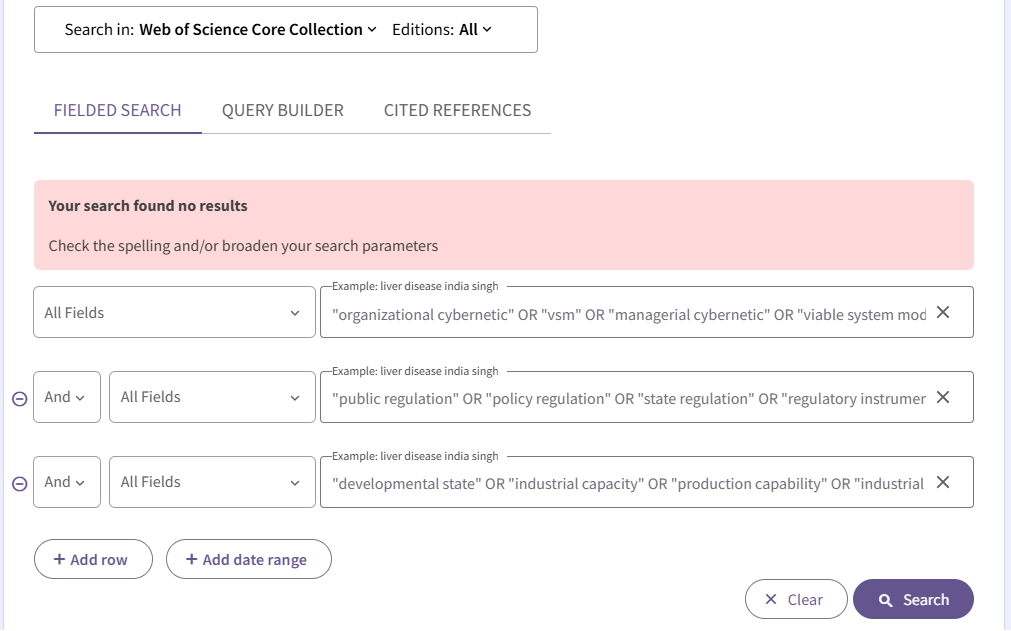 Search in: Web of Science Core Collection Editions: All
FIELDED SEARCH QUERY BUILDER CITED REFERENCES
Your search found no results
Check the spelling and/or broaden your search parameters
Example: liver disease india singh
All Fields "organizational cybernetic" OR "vsm" OR "managerial cybernetic" OR "viable system mod
Example: liver disease india singh
And All Fields "public regulation" OR "policy regulation" OR "state regulation" OR "regulatory instrumen
Example: liver disease india singh
And All Fields "developmental state" OR "industrial capacity" OR "production capability" OR "industrial
+ Add row + Add date range
Clear Search